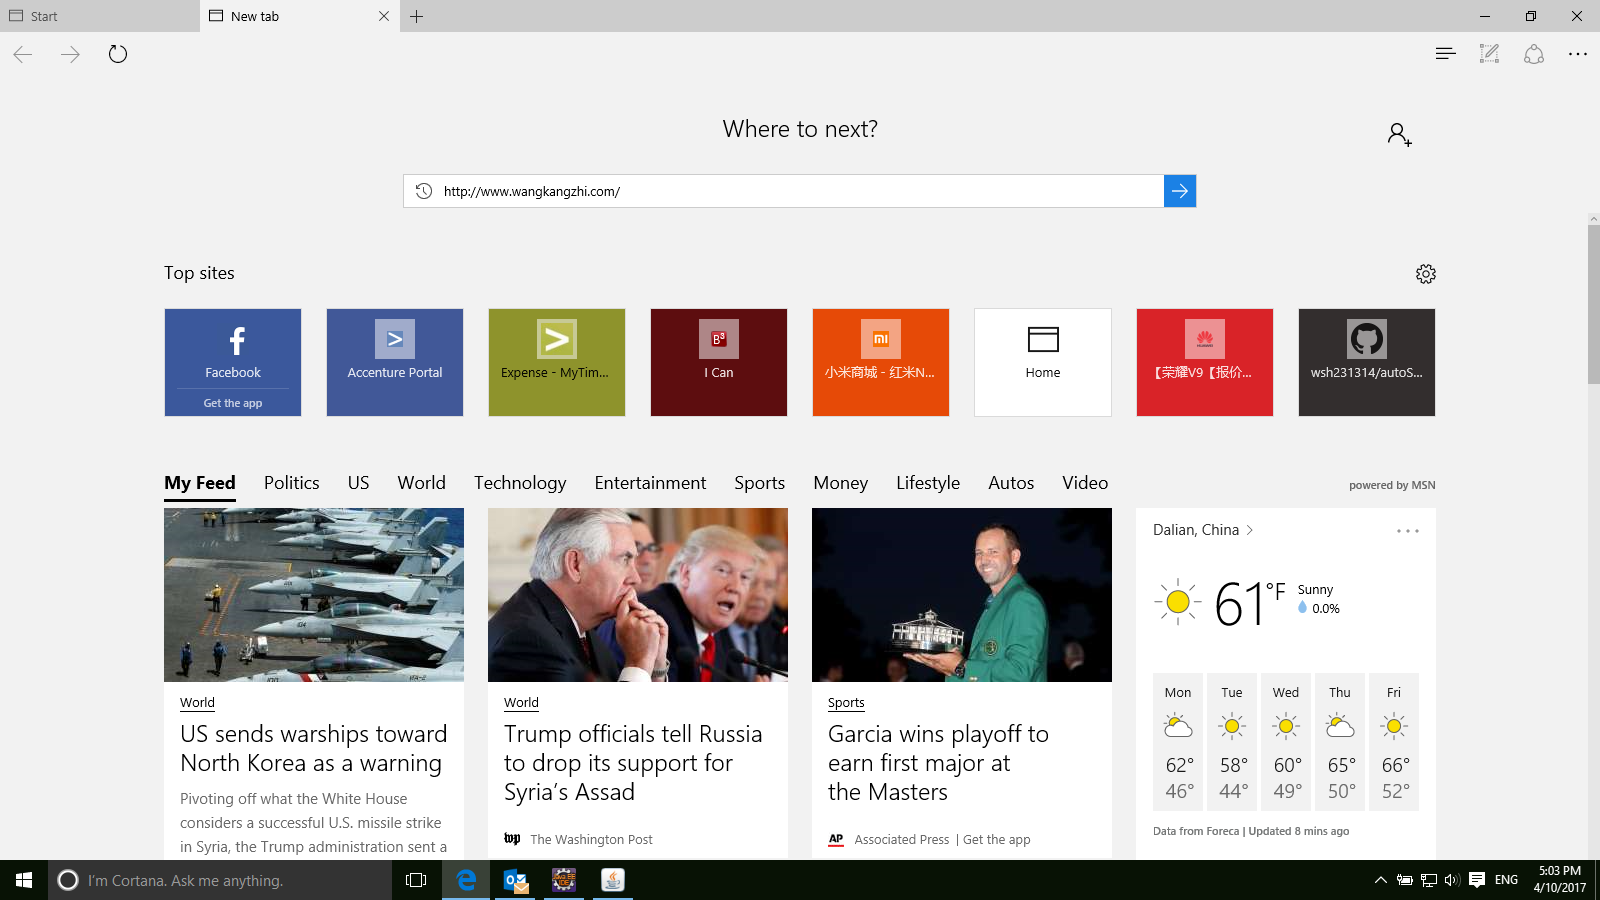 Start
New tab
Where to next?
http://www.wangkangzhi.com/
Top sites
Facebook
Get the app
Accenture Portal
Expense - MyTim...
I Can
小米商城 - 红米N...
Home
【荣耀V9【报价...
wsh231314/autoS...
My Feed Politics US World Technology Entertainment Sports Money Lifestyle Autos Video
powered by MSN
World
US sends warships toward
North Korea as a warning
Pivoting off what the White House
considers a successful U.S. missile strike
in Syria, the Trump administration sent a
World
Trump officials tell Russia
to drop its support for
Syria's Assad
wp The Washington Post
Sports
Garcia wins playoff to
earn first major at
the Masters
AP Associated Press | Get the app
Dalian, China
61°F
Sunny
0.0%
Mon Tue Wed Thu Fri
62° 58° 60° 65° 66°
46° 44° 49° 50° 52°
Data from Foreca | Updated 8 mins ago
I'm Cortana. Ask me anything.
ENG
5:03 PM
4/10/2017